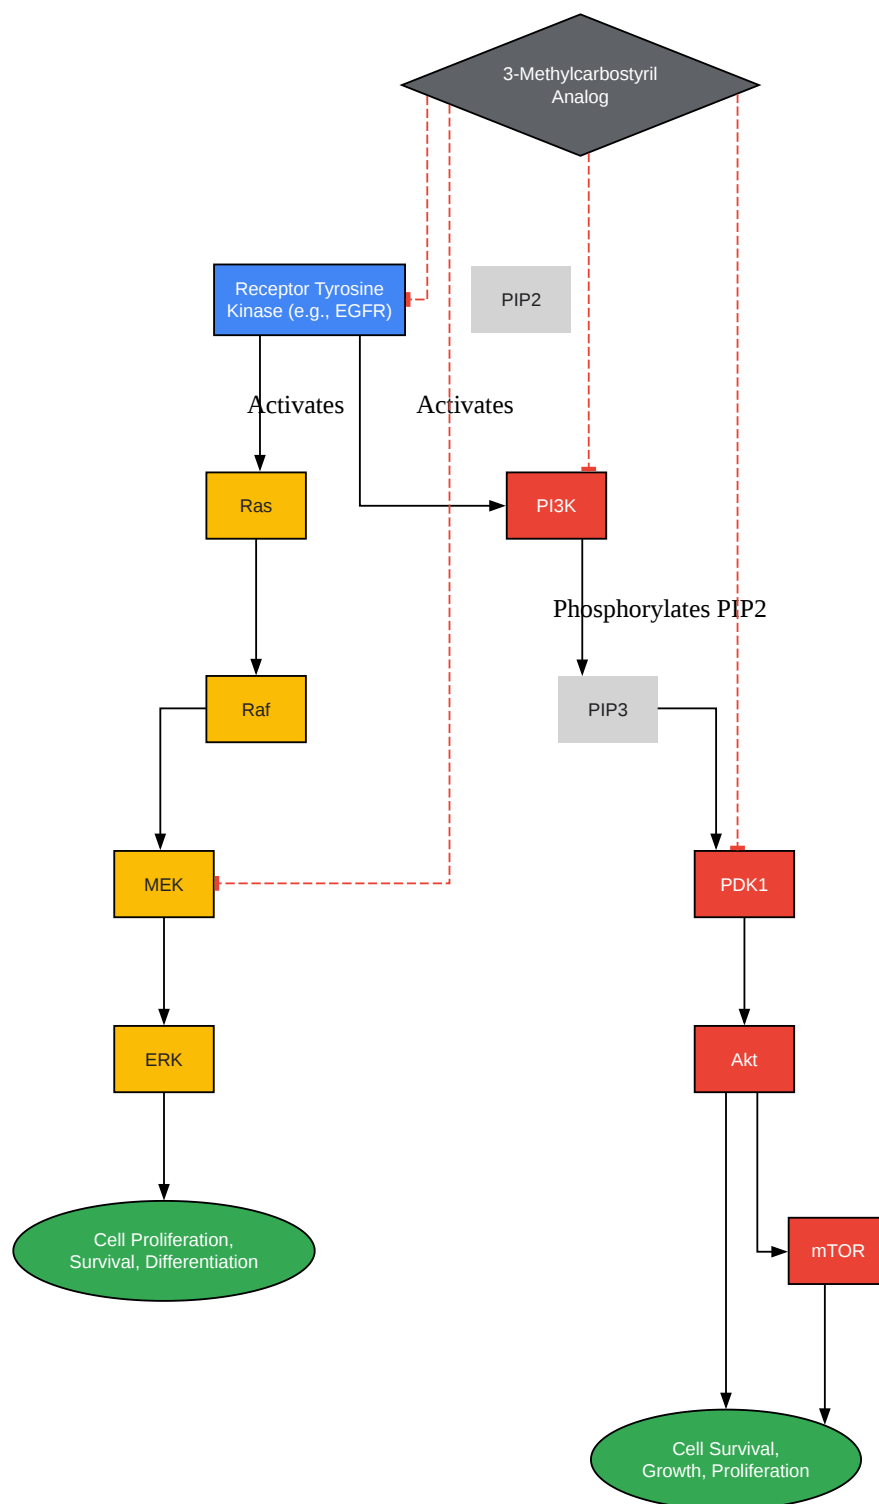 3-Methylcarbostyril
Analog
Receptor Tyrosine
Kinase (e.g., EGFR)
PIP2
Activates
Activates
Ras
PI3K
Phosphorylates PIP2
Raf
PIP3
MEK
PDK1
ERK
Akt
Cell Proliferation,
Survival, Differentiation
mTOR
Cell Survival,
Growth, Proliferation